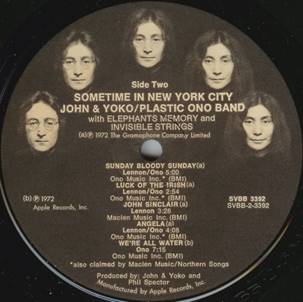 Side Two
SOMETIME IN NEW YORK CITY
JOHN & YOKO/PLASTIC ONO BAND
with ELEPHANTS MEMORY and
INVISIBLE STRINGS
(a)Ⓟ 1972 The Gramophone Company Limited
SUNDAY BLOODY SUNDAY(a)
Lennon/Ono 5:00
Ono Music Inc.* (BMI)
LUCK OF THE IRISH(a)
Lennon/Ono 2:54
Ono Music Inc.* (BMI)
JOHN SINCLAIR (a)
Lennon 3:28
Maclen Music Inc. (BMI)
ANGELA(a)
Lennon/Ono 4:08
Ono Music Inc.* (BMI)
WE'RE ALL WATER (b)
Ono 7:15
Ono Music Inc. (BMI)
(b) Ⓟ 1972
Apple Records, Inc.
SVBB 3392
SVBB-2-3392
*also claimed by Maclen Music/Northern Songs
Produced by: John & Yoko and
Phil Spector
Manufactured by Apple Records, Inc.